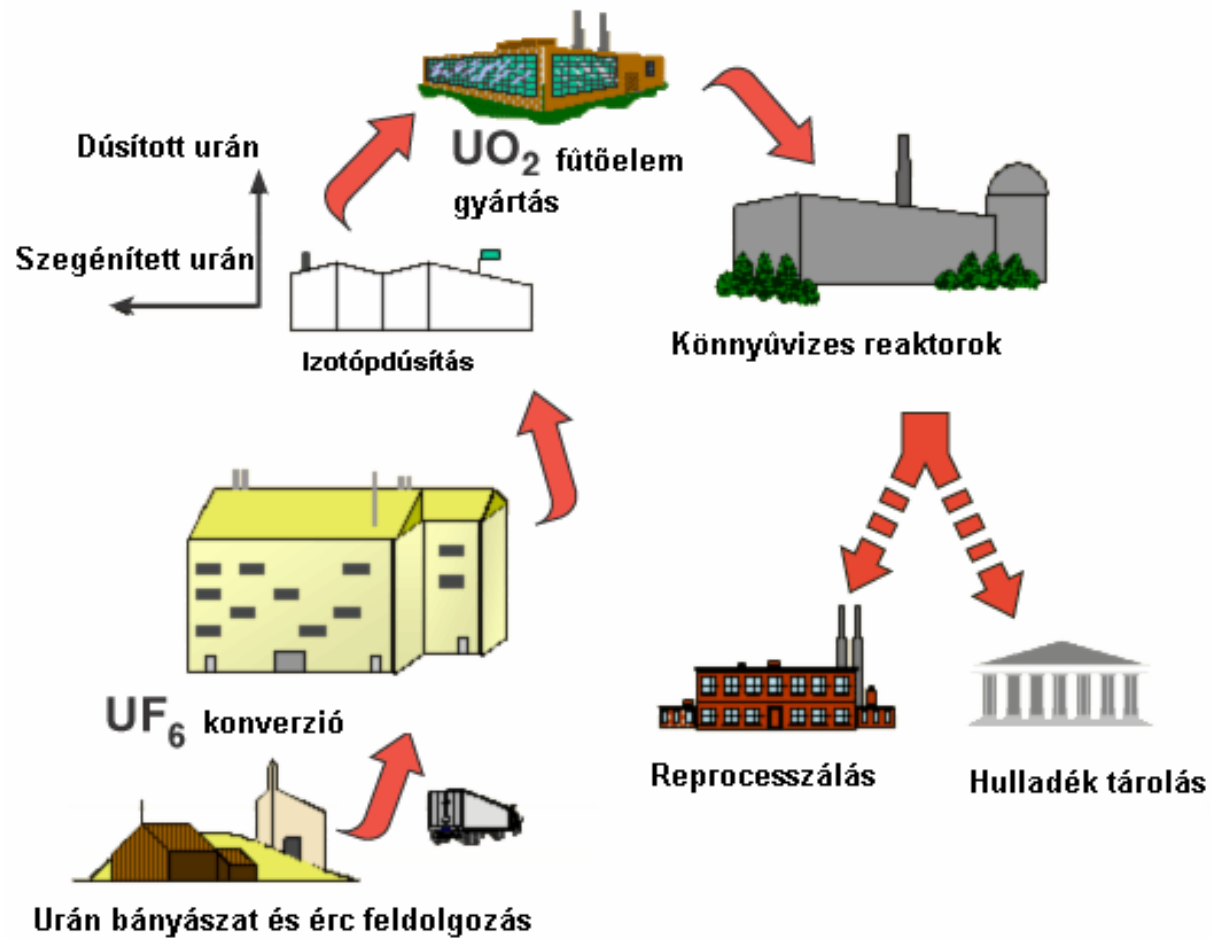 UO₂ fûtõelem
gyártás
Dúsított urán
Szegénített urán
Izotópdúsítás
Könnyûvizes reaktorok
UF₆ konverzió
Reprocesszálás
Hulladék tárolás
Urán bányászat és érc feldolgozás